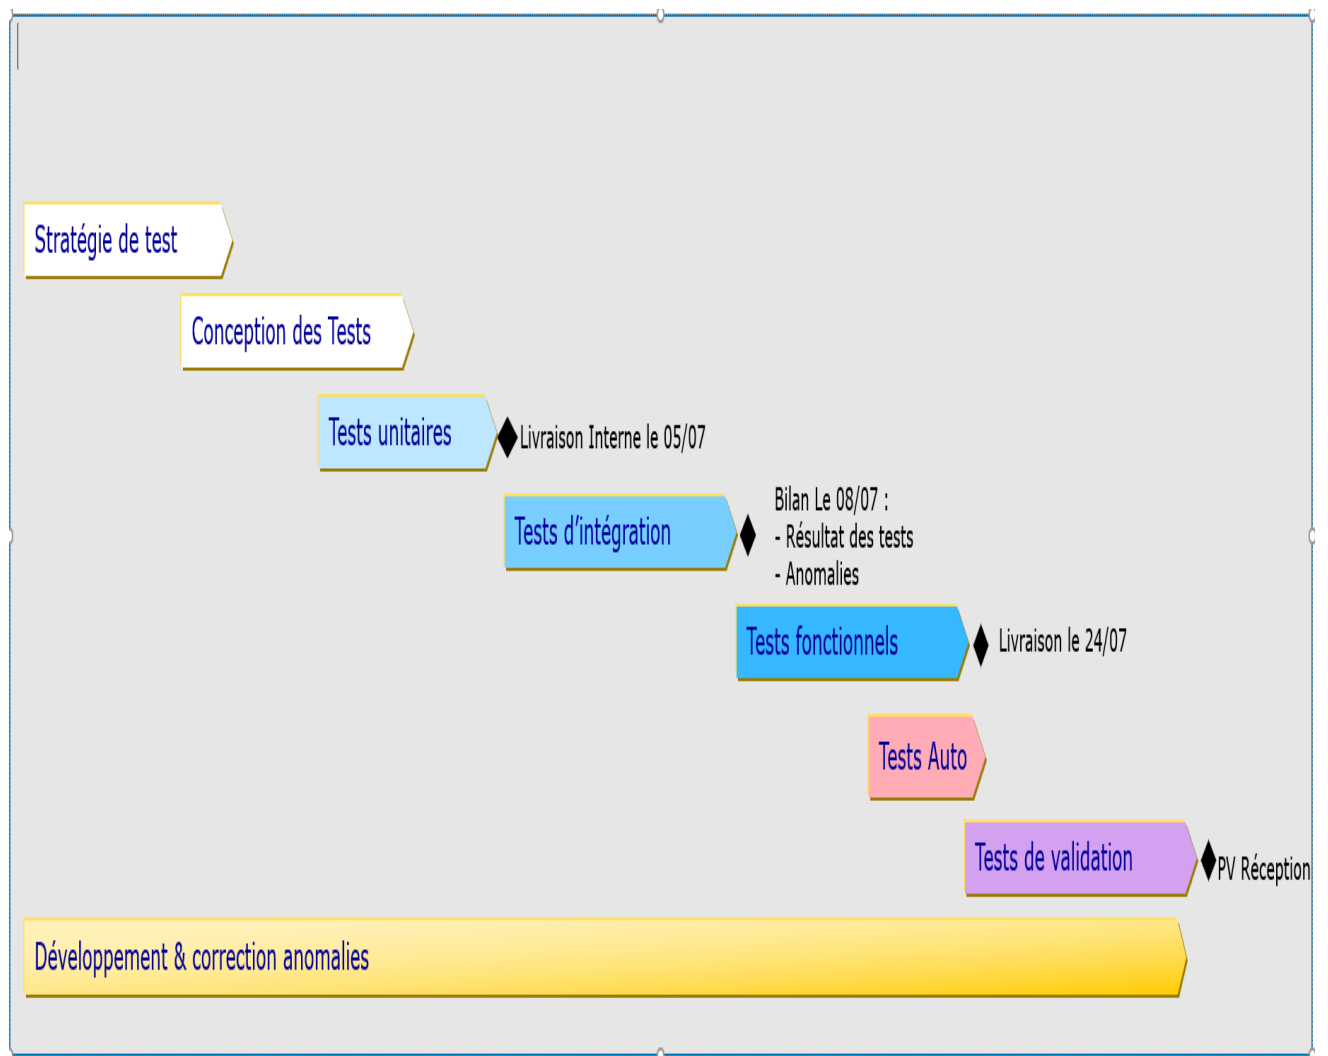 Stratégie de test
Conception des Tests
Tests unitaires
Livraison Interne le 05/07
Bilan Le 08/07 :
- Résultat des tests
- Anomalies
Tests d’intégration
Tests fonctionnels
Livraison le 24/07
Tests Auto
Tests de validation
PV Réception
Développement & correction anomalies